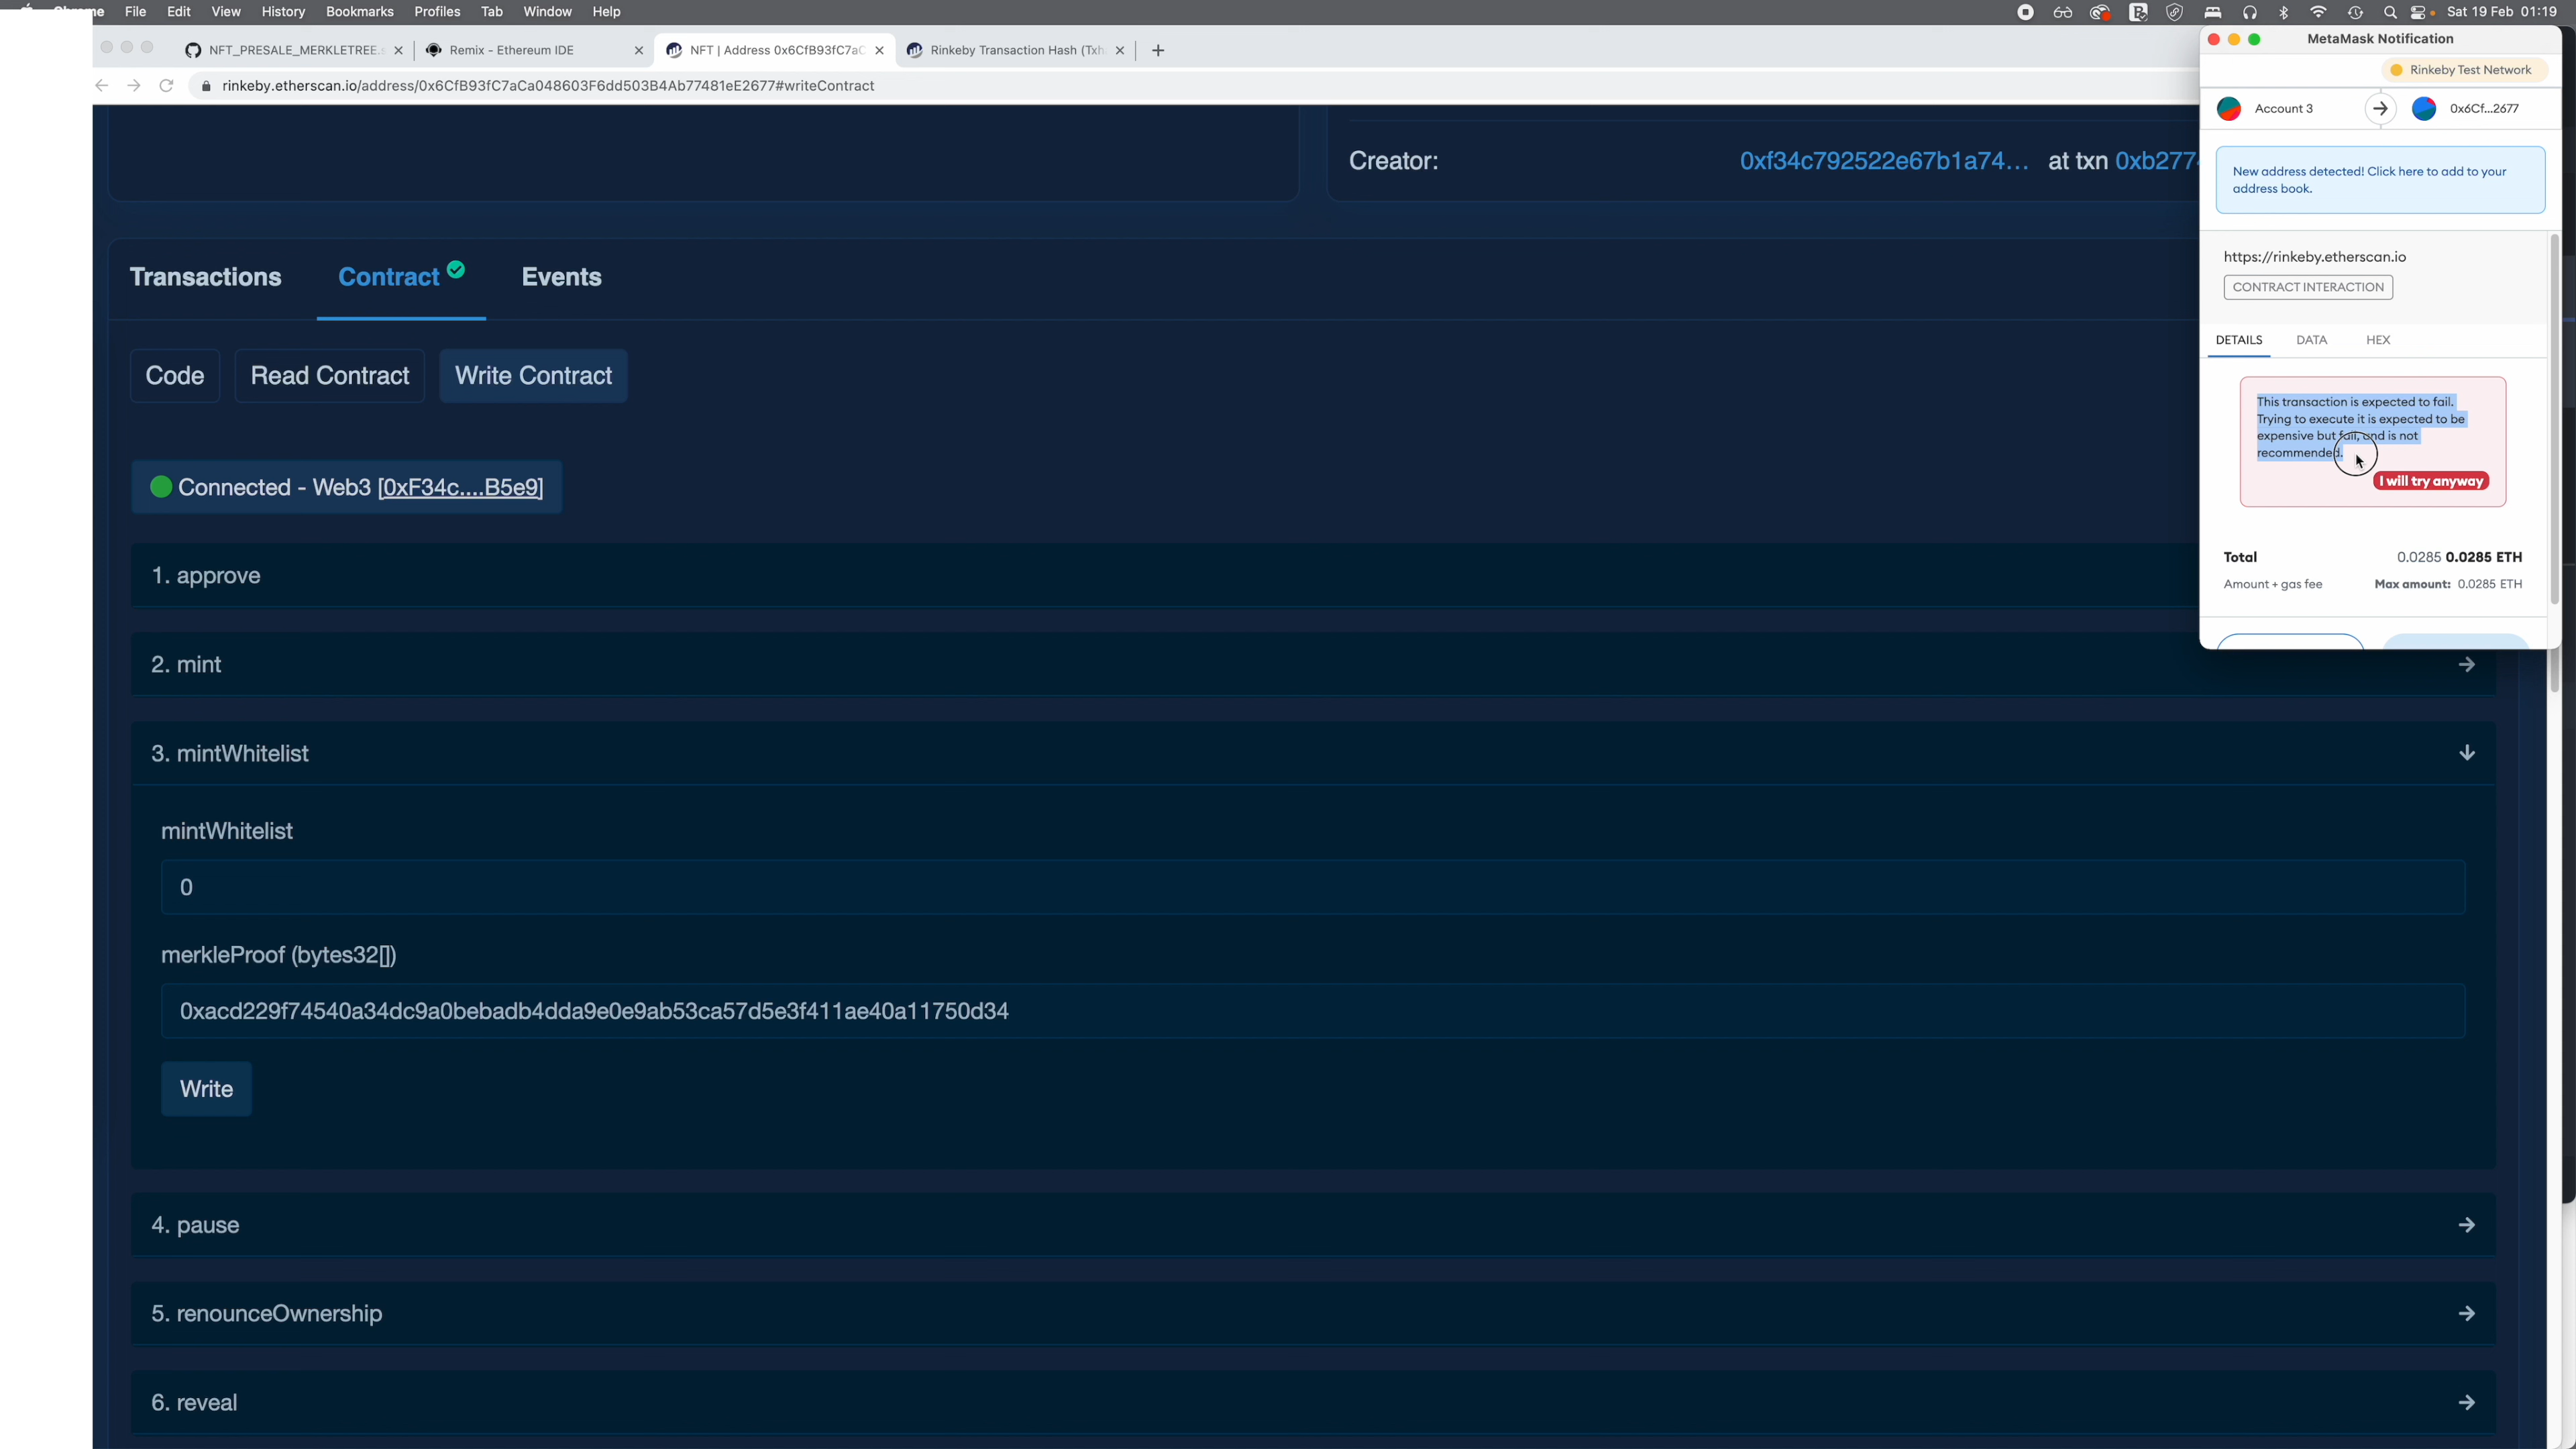 File Edit View History Bookmarks Profiles Tab Window Help
Sat 19 Feb 01:19
NFT_PRESALE_MERKLETREE.s
Remix - Ethereum IDE
NFT | Address 0x6CfB93fC7aC
Rinkeby Transaction Hash (Txh
rinkeby.etherscan.io/address/0x6CfB93fC7aCa048603F6dd503B4Ab77481eE2677#writeContract
Creator:
0xf34c792522e67b1a74... at txn 0xb2774
Transactions
Contract
Events
Code
Read Contract
Write Contract
Connected - Web3 [0xF34c....B5e9]
1. approve
2. mint
3. mintWhitelist
mintWhitelist
0
merkleProof (bytes32[])
0xacd229f74540a34dc9a0bebadb4dda9e0e9ab53ca57d5e3f411ae40a11750d34
Write
4. pause
5. renounceOwnership
6. reveal
MetaMask Notification
Rinkeby Test Network
Account 3
0x6Cf...2677
New address detected! Click here to add to your
address book.
https://rinkeby.etherscan.io
CONTRACT INTERACTION
DETAILS
DATA
HEX
This transaction is expected to fail.
Trying to execute it is expected to be
expensive but fail, and is not
recommended.
I will try anyway
Total
0.0285 0.0285 ETH
Amount + gas fee
Max amount: 0.0285 ETH